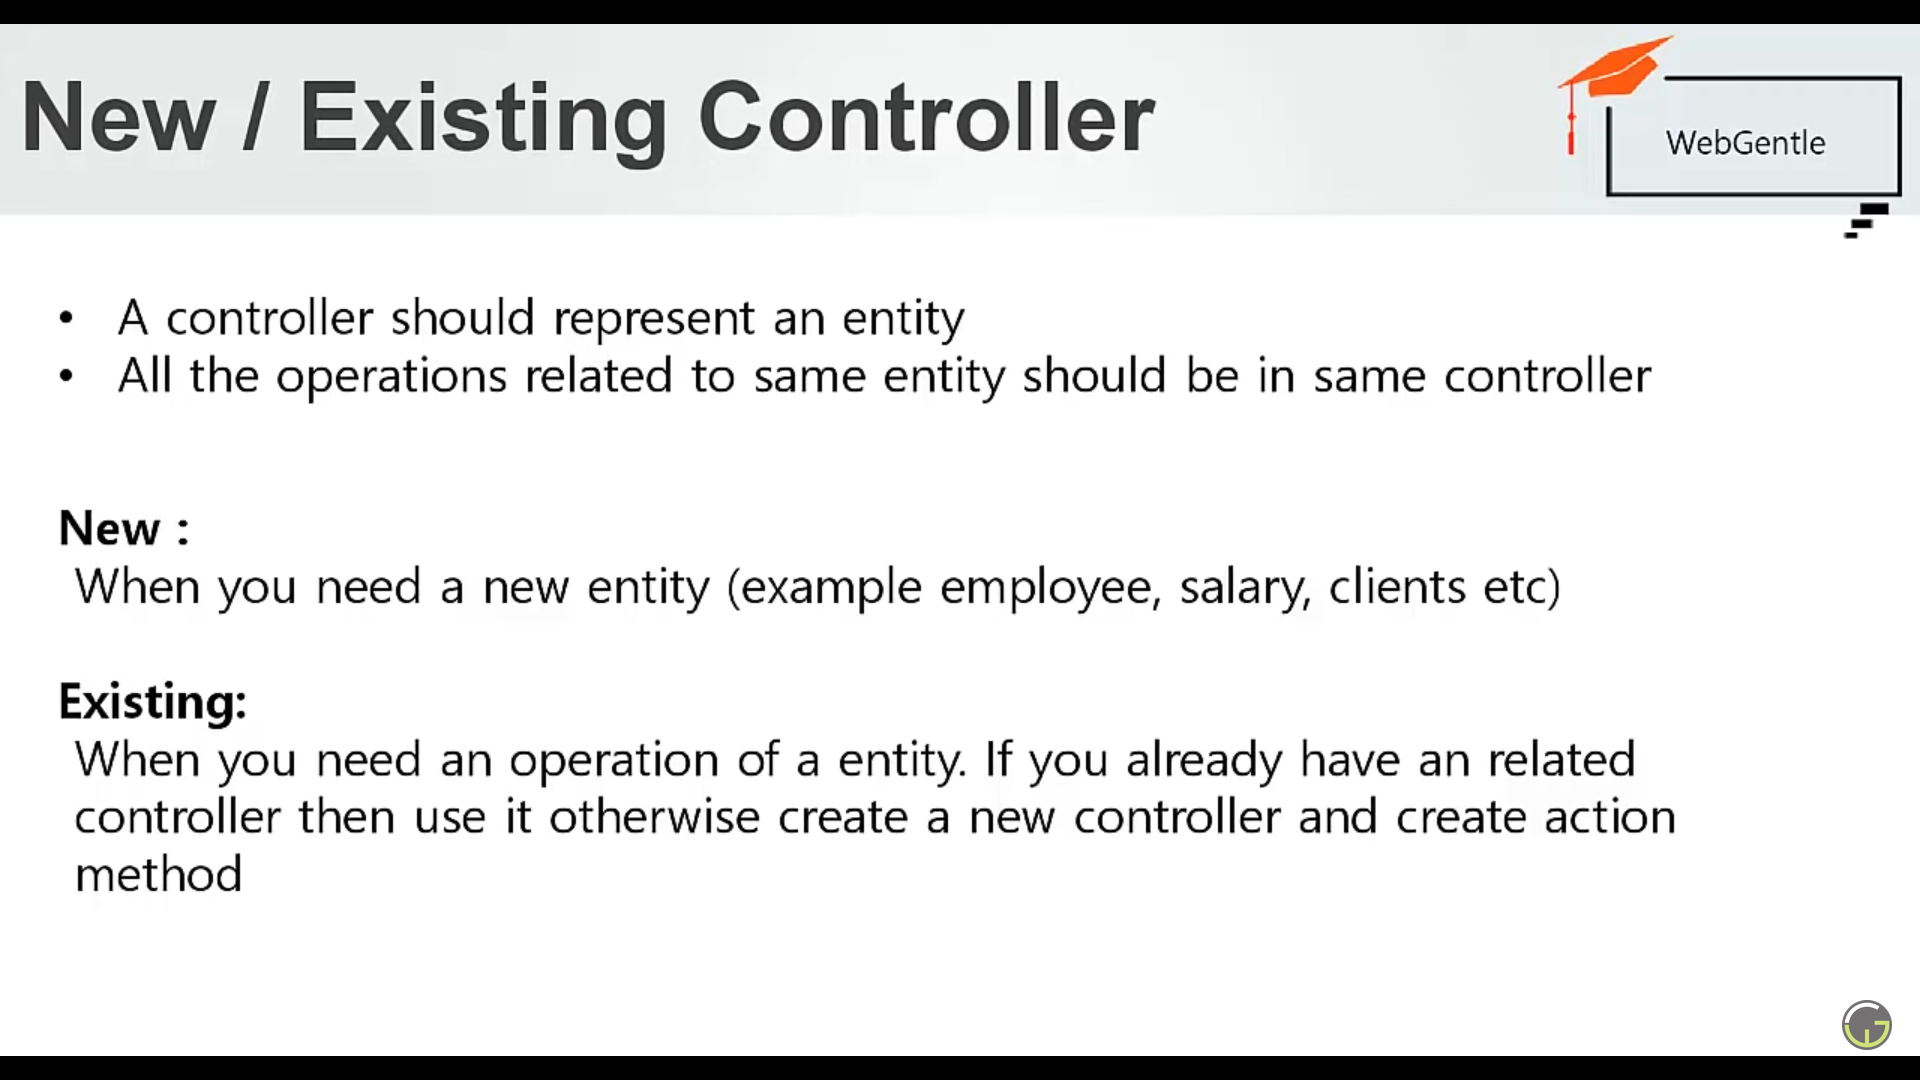 New / Existing Controller
WebGentle
• A controller should represent an entity
• All the operations related to same entity should be in same controller
New :
When you need a new entity (example employee, salary, clients etc)
Existing:
When you need an operation of a entity. If you already have an related
controller then use it otherwise create a new controller and create action
method